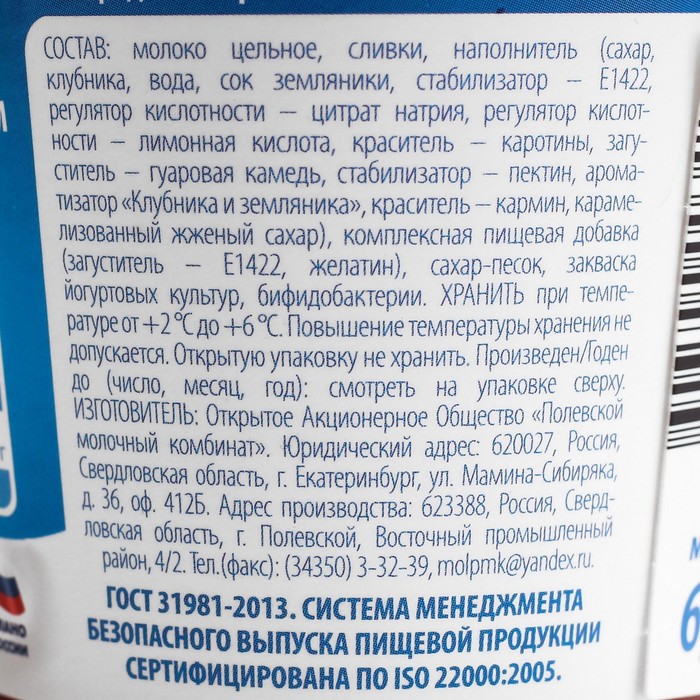 СОСТАВ: молоко цельное, сливки, наполнитель (сахар,
клубника, вода, сок земляники, стабилизатор – Е1422,
регулятор кислотности – цитрат натрия, регулятор кислот-
ности – лимонная кислота, краситель – каротины, загу-
ститель – гуаровая камедь, стабилизатор – пектин, арома-
тизатор «Клубника и земляника», краситель – кармин, караме-
лизованный жженый сахар), комплексная пищевая добавка
(загуститель – Е1422, желатин), сахар-песок, закваска
йогуртовых культур, бифидобактерии. ХРАНИТЬ при темпе-
ратуре от +2 °С до +6 °С. Повышение температуры хранения не
допускается. Открытую упаковку не хранить. Произведен/Годен
до (число, месяц, год): смотреть на упаковке сверху.
ИЗГОТОВИТЕЛЬ: Открытое Акционерное Общество «Полевской
молочный комбинат». Юридический адрес: 620027, Россия,
Свердловская область, г. Екатеринбург, ул. Мамина-Сибиряка,
д. 36, оф. 412Б. Адрес производства: 623388, Россия, Сверд-
ловская область, г. Полевской, Восточный промышленный
район, 4/2. Тел.(факс): (34350) 3-32-39, molpmk@yandex.ru.
ГОСТ 31981-2013. СИСТЕМА МЕНЕДЖМЕНТА
БЕЗОПАСНОГО ВЫПУСКА ПИЩЕВОЙ ПРОДУКЦИИ
СЕРТИФИЦИРОВАНА ПО ISO 22000:2005.